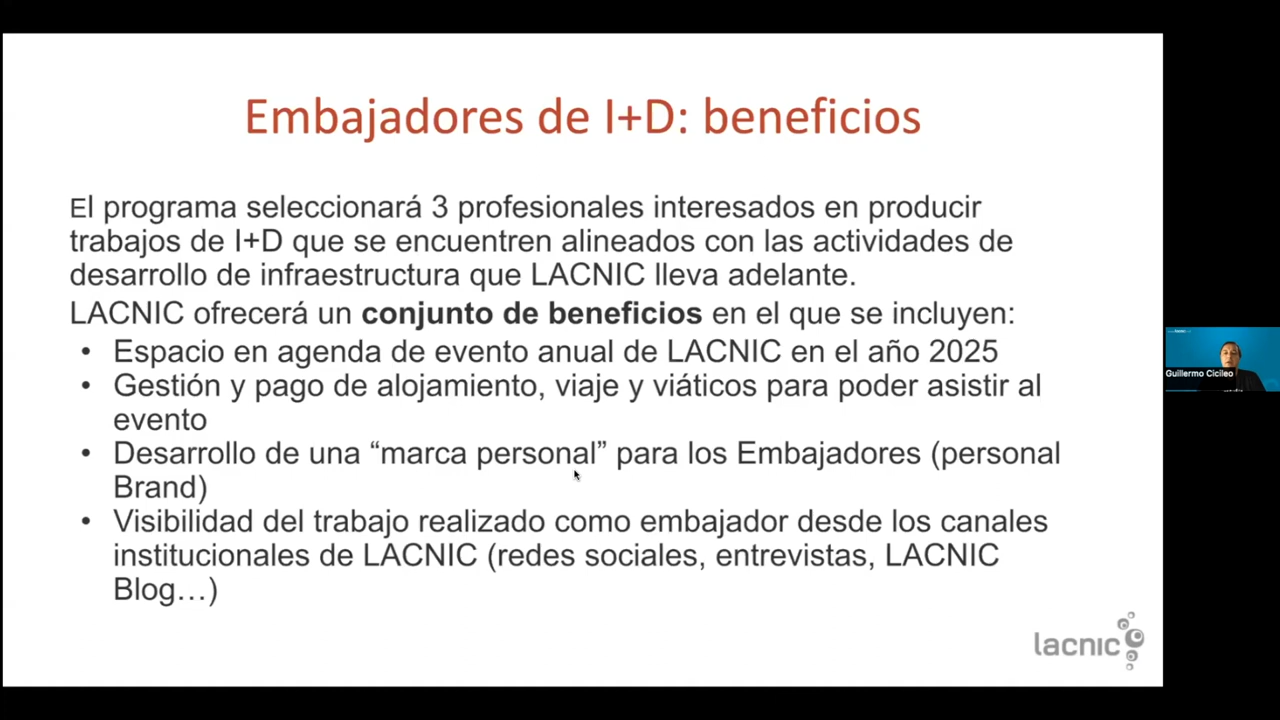 Embajadores de I+D: beneficios
El programa seleccionará 3 profesionales interesados en producir
trabajos de I+D que se encuentren alineados con las actividades de
desarrollo de infraestructura que LACNIC lleva adelante.
LACNIC ofrecerá un conjunto de beneficios en el que se incluyen:
• Espacio en agenda de evento anual de LACNIC en el año 2025
• Gestión y pago de alojamiento, viaje y viáticos para poder asistir al
evento
• Desarrollo de una “marca personal” para los Embajadores (personal
Brand)
• Visibilidad del trabajo realizado como embajador desde los canales
institucionales de LACNIC (redes sociales, entrevistas, LACNIC
Blog…)
lacnic
Guillermo Cicileo